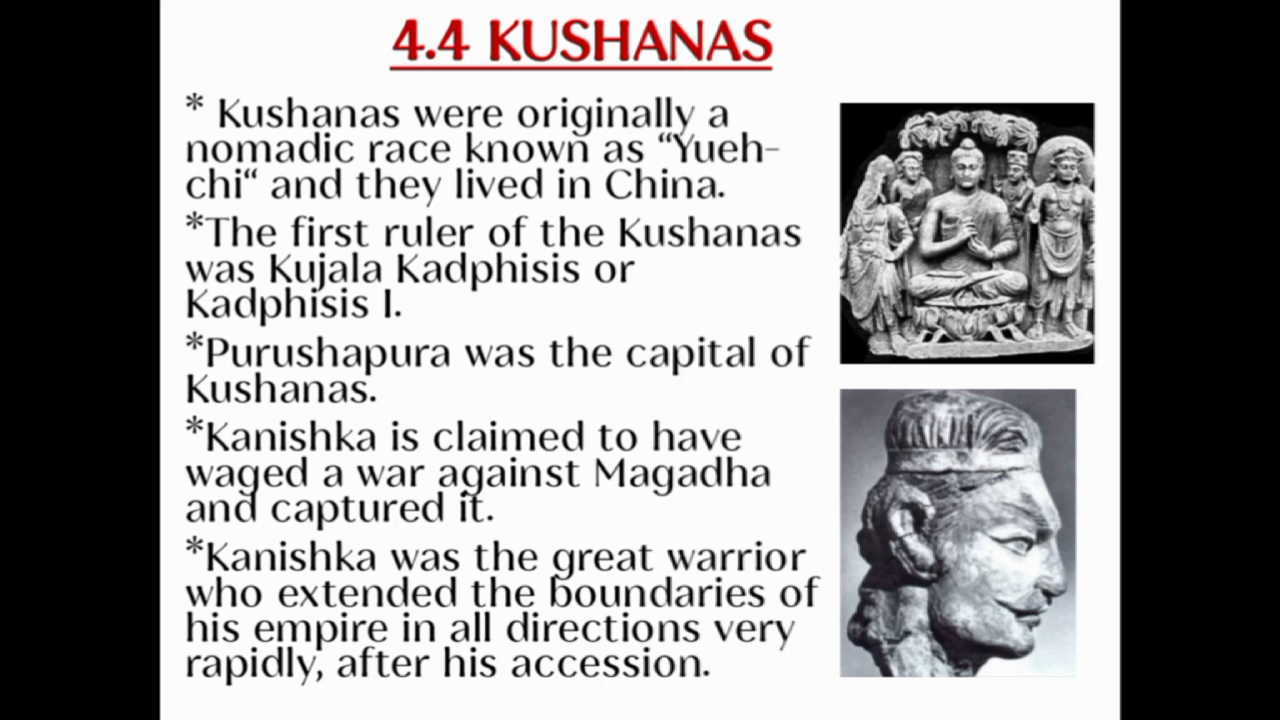 4.4 KUSHANAS
* Kushanas were originally a
nomadic race known as “Yueh-
chi“ and they lived in China.
*The first ruler of the Kushanas
was Kujala Kadphisis or
Kadphisis I.
*Purushapura was the capital of
Kushanas.
*Kanishka is claimed to have
waged a war against Magadha
and captured it.
*Kanishka was the great warrior
who extended the boundaries of
his empire in all directions very
rapidly, after his accession.